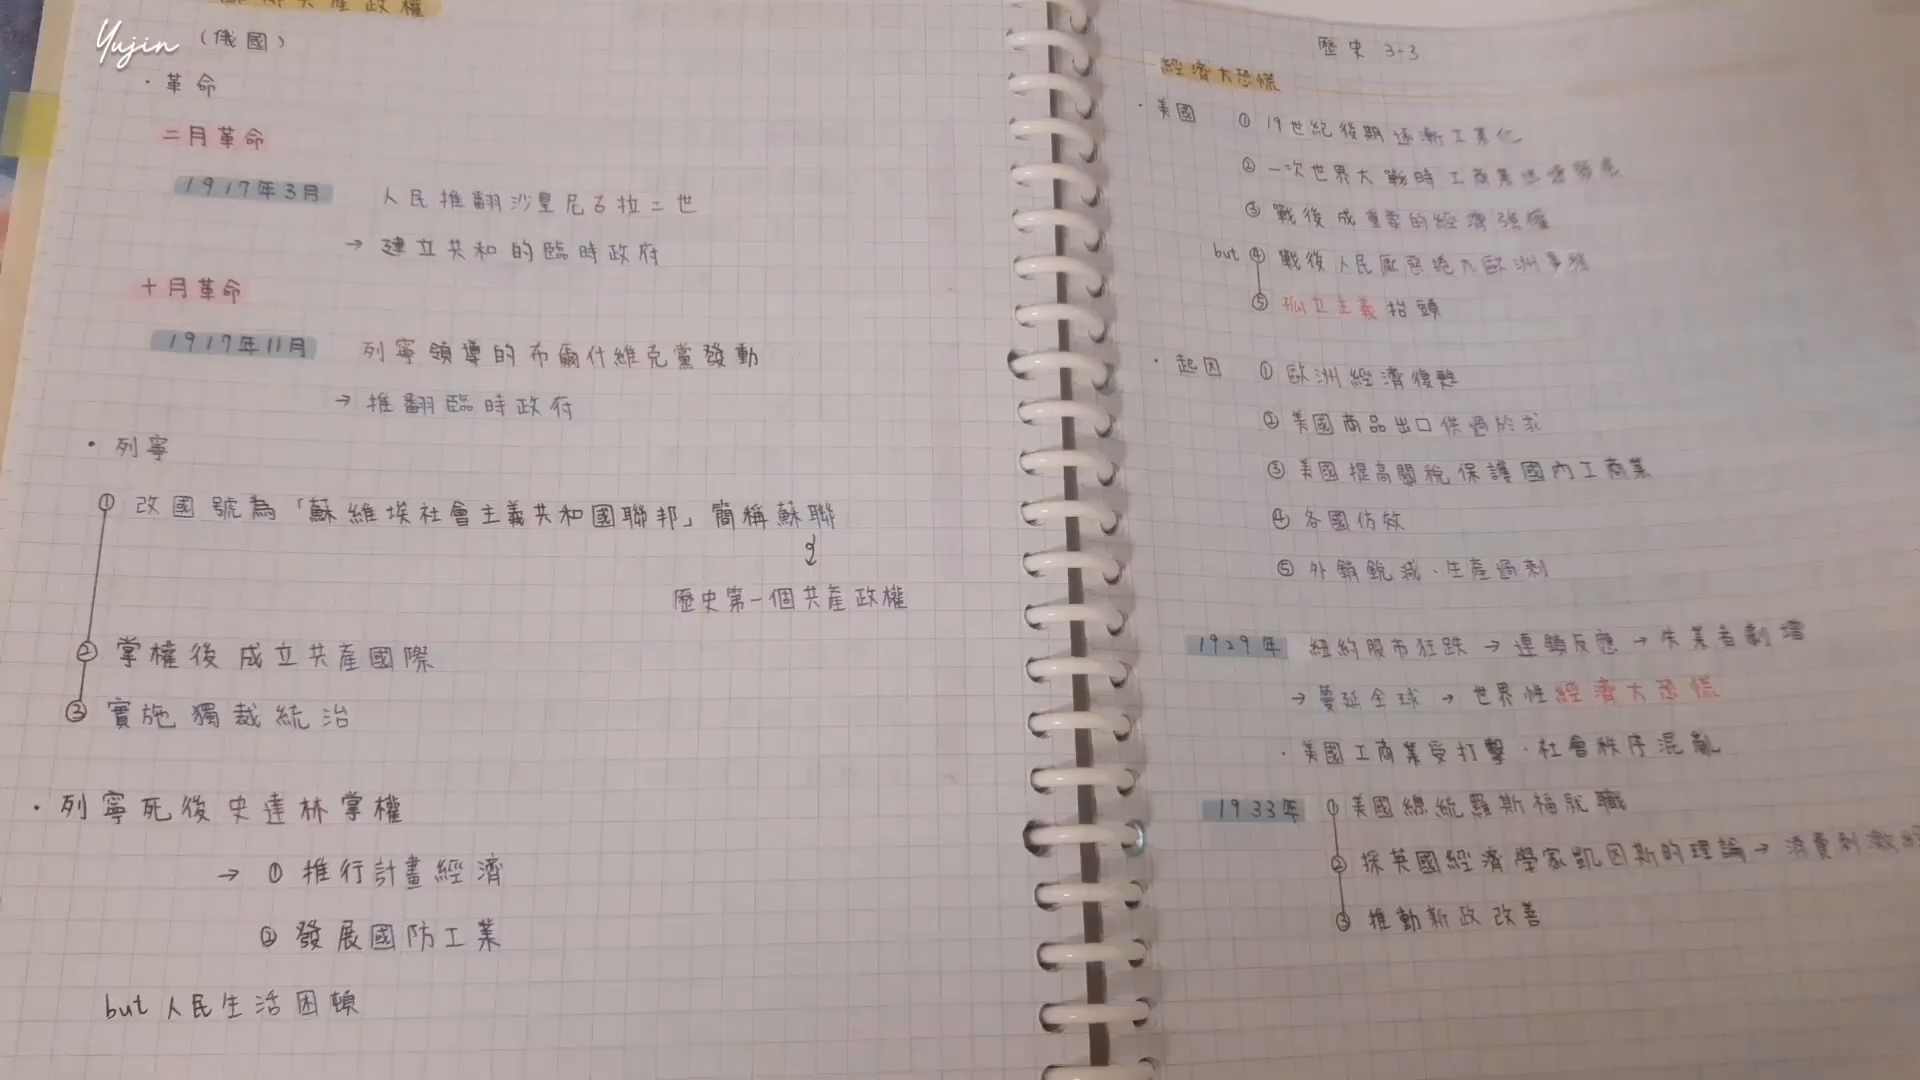 蘇聯共產政權
Yujin
(俄國)
· 革命
二月革命
1917年3月 人民推翻沙皇尼古拉二世
→ 建立共和的臨時政府
十月革命
1917年11月 列寧領導的布爾什維克黨發動
→ 推翻臨時政府
· 列寧
① 改國號為「蘇維埃社會主義共和國聯邦」簡稱蘇聯
歷史第一個共產政權
② 掌權後成立共產國際
③ 實施獨裁統治
· 列寧死後史達林掌權
→ ① 推行計畫經濟
② 發展國防工業
but 人民生活困頓
歷史 3-3
經濟大恐慌
· 美國 ① 19世紀後期逐漸工業化
② 一次世界大戰時工商業迅速發展
③ 戰後成重要的經濟強權
but ④ 戰後人民厭惡捲入歐洲事務
⑤ 孤立主義抬頭
· 起因 ① 歐洲經濟復甦
② 美國商品出口供過於求
③ 美國提高關稅保護國內工商業
④ 各國仿效
⑤ 外銷銳減、生產過剩
1929年 紐約股市狂跌 → 連鎖反應 → 失業者劇增
→ 蔓延全球 → 世界性經濟大恐慌
· 美國工商業受打擊、社會秩序混亂
1933年 ① 美國總統羅斯福就職
② 採英國經濟學家凱因斯的理論 → 消費刺激
③ 推動新政改善